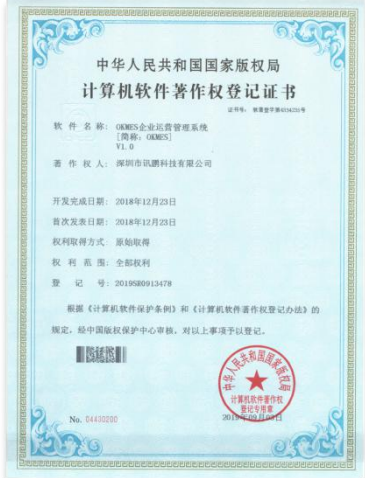 中华人民共和国国家版权局
计算机软件著作权登记证书
证书号：
软件名称： OKMES企业运营管理系统
[简称：OKMES]
V1.0
著作权人： 深圳市讯鹏科技有限公司
开发完成日期： 2018年12月23日
首次发表日期： 2018年12月23日
权利取得方式： 原始取得
权利范围： 全部权利
登记号： 2019SR0913478
根据《计算机软件保护条例》和《计算机软件著作权登记办法》的
规定，经中国版权保护中心审核，对以上事项予以登记。
中华人民共和国国家版权局
计算机软件著作权
登记专用章
No. 04430200